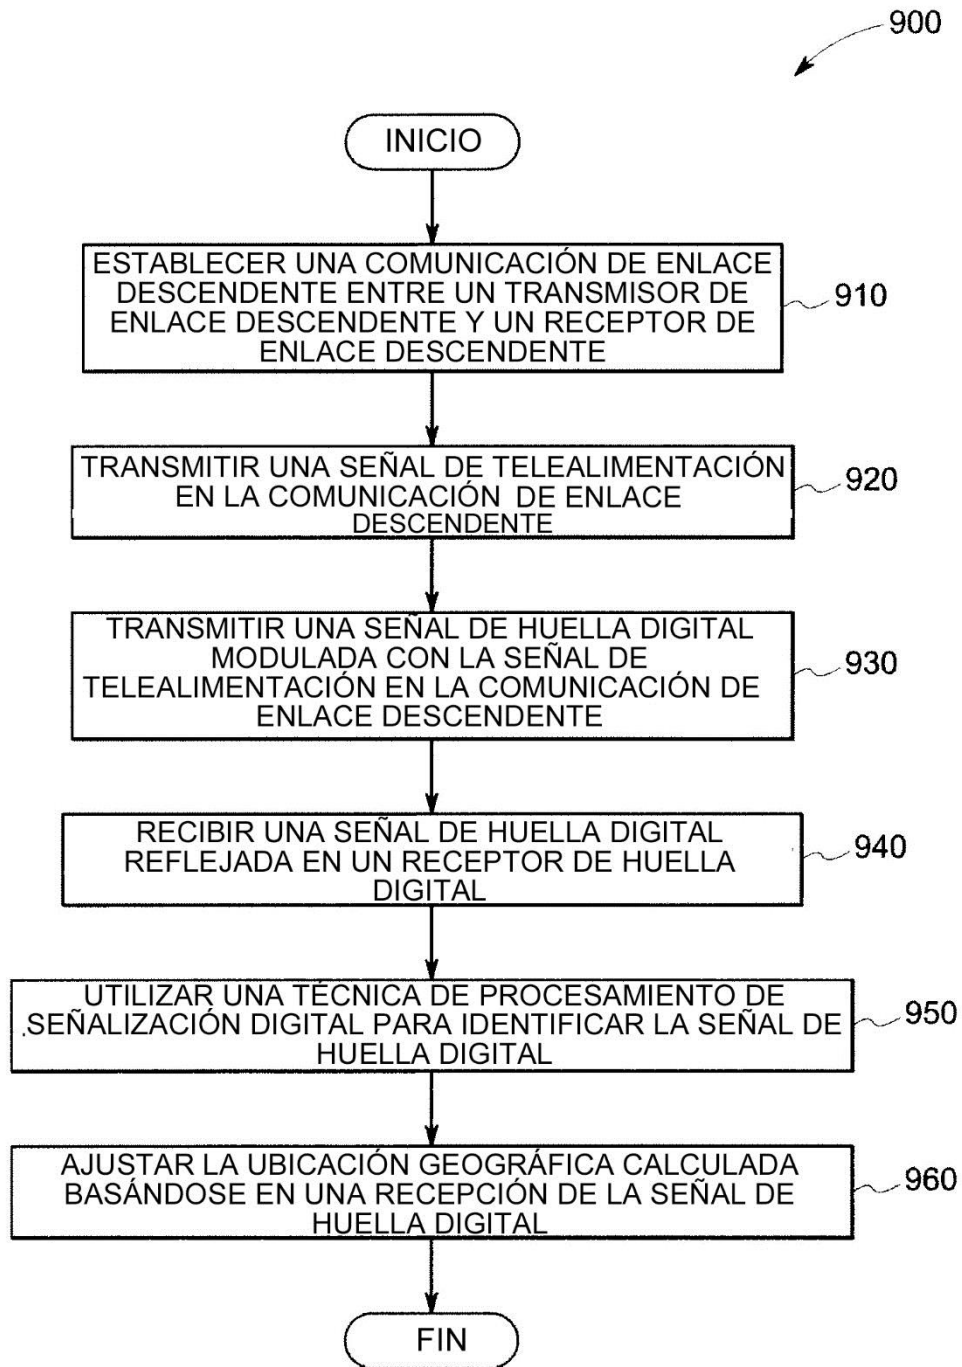 900
INICIO
ESTABLECER UNA COMUNICACIÓN DE ENLACE
DESCENDENTE ENTRE UN TRANSMISOR DE
ENLACE DESCENDENTE Y UN RECEPTOR DE
ENLACE DESCENDENTE
910
TRANSMITIR UNA SEÑAL DE TELEALIMENTACIÓN
EN LA COMUNICACIÓN DE ENLACE
DESCENDENTE
920
TRANSMITIR UNA SEÑAL DE HUELLA DIGITAL
MODULADA CON LA SEÑAL DE
TELEALIMENTACIÓN EN LA COMUNICACIÓN DE
ENLACE DESCENDENTE
930
RECIBIR UNA SEÑAL DE HUELLA DIGITAL
REFLEJADA EN UN RECEPTOR DE HUELLA
DIGITAL
940
UTILIZAR UNA TÉCNICA DE PROCESAMIENTO DE
SEÑALIZACIÓN DIGITAL PARA IDENTIFICAR LA SEÑAL DE
HUELLA DIGITAL
950
AJUSTAR LA UBICACIÓN GEOGRÁFICA CALCULADA
BASÁNDOSE EN UNA RECEPCIÓN DE LA SEÑAL DE
HUELLA DIGITAL
960
FIN